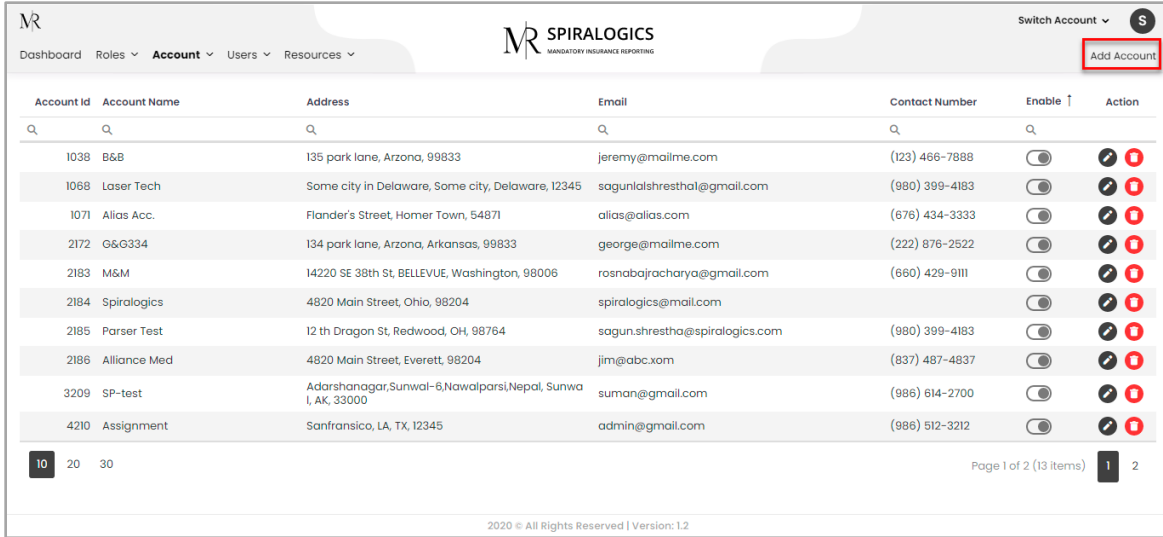 MR
Switch Account
S
MR SPIRALOGICS
MANDATORY INSURANCE REPORTING
Dashboard Roles Account Users Resources
Add Account
Account Id Account Name Address Email Contact Number Enable ↑ Action
1038 B&B 135 park lane, Arzona, 99833 jeremy@mailme.com (123) 466-7888
1068 Laser Tech Some city in Delaware, Some city, Delaware, 12345 sagunlalshrestha1@gmail.com (980) 399-4183
1071 Alias Acc. Flander's Street, Homer Town, 54871 alias@alias.com (676) 434-3333
2172 G&G334 134 park lane, Arzona, Arkansas, 99833 george@mailme.com (222) 876-2522
2183 M&M 14220 SE 38th St, BELLEVUE, Washington, 98006 rosnabajracharya@gmail.com (660) 429-9111
2184 Spiralogics 4820 Main Street, Ohio, 98204 spiralogics@mail.com
2185 Parser Test 12 th Dragon St, Redwood, OH, 98764 sagun.shrestha@spiralogics.com (980) 399-4183
2186 Alliance Med 4820 Main Street, Everett, 98204 jim@abc.xom (837) 487-4837
3209 SP-test Adarshanagar,Sunwal-6,Nawalparsi,Nepal, Sunwa
l, AK, 33000 suman@gmail.com (986) 614-2700
4210 Assignment Sanfransico, LA, TX, 12345 admin@gmail.com (986) 512-3212
10 20 30
Page 1 of 2 (13 items) 1 2
2020 © All Rights Reserved | Version: 1.2